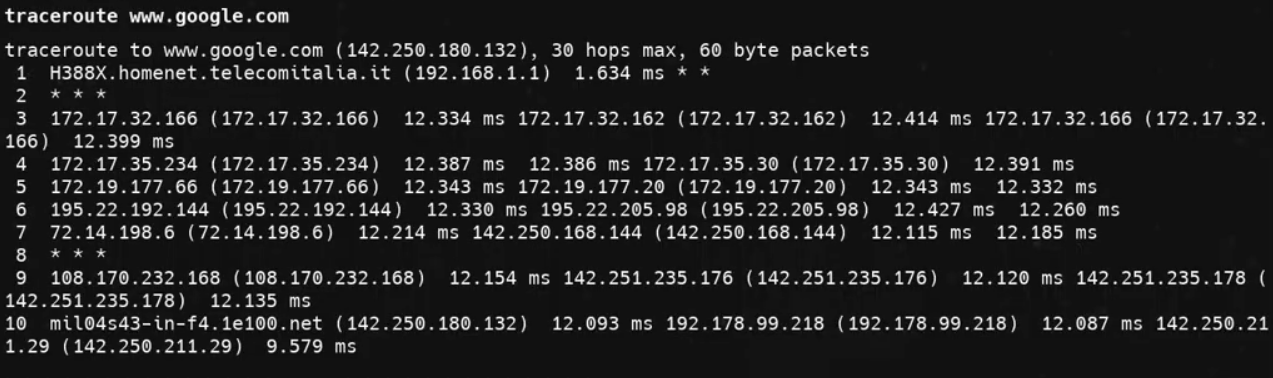 traceroute www.google.com
traceroute to www.google.com (142.250.180.132), 30 hops max, 60 byte packets
 1  H388X.homenet.telecomitalia.it (192.168.1.1)  1.634 ms * *
 2  * * *
 3  172.17.32.166 (172.17.32.166)  12.334 ms 172.17.32.162 (172.17.32.162)  12.414 ms 172.17.32.166 (172.17.32.
166)  12.399 ms
 4  172.17.35.234 (172.17.35.234)  12.387 ms  12.386 ms 172.17.35.30 (172.17.35.30)  12.391 ms
 5  172.19.177.66 (172.19.177.66)  12.343 ms 172.19.177.20 (172.19.177.20)  12.343 ms  12.332 ms
 6  195.22.192.144 (195.22.192.144)  12.330 ms 195.22.205.98 (195.22.205.98)  12.427 ms  12.260 ms
 7  72.14.198.6 (72.14.198.6)  12.214 ms 142.250.168.144 (142.250.168.144)  12.115 ms  12.185 ms
 8  * * *
 9  108.170.232.168 (108.170.232.168)  12.154 ms 142.251.235.176 (142.251.235.176)  12.120 ms 142.251.235.178 (
142.251.235.178)  12.135 ms
10  mil04s43-in-f4.1e100.net (142.250.180.132)  12.093 ms 192.178.99.218 (192.178.99.218)  12.087 ms 142.250.21
1.29 (142.250.211.29)  9.579 ms